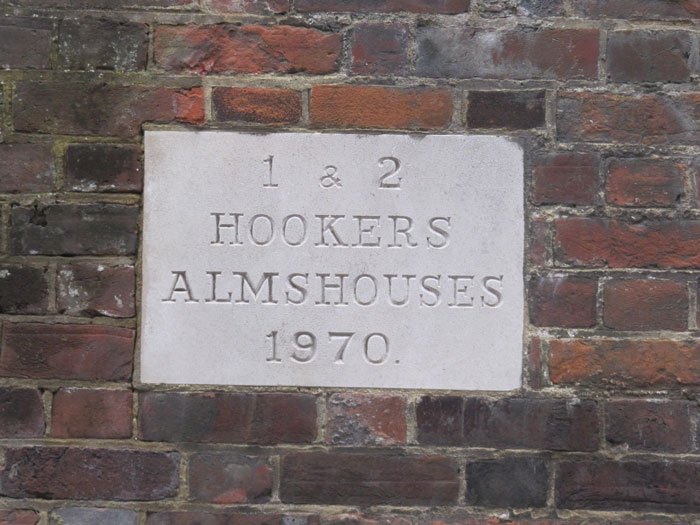 1 & 2
HOOKERS
ALMSHOUSES
1970.